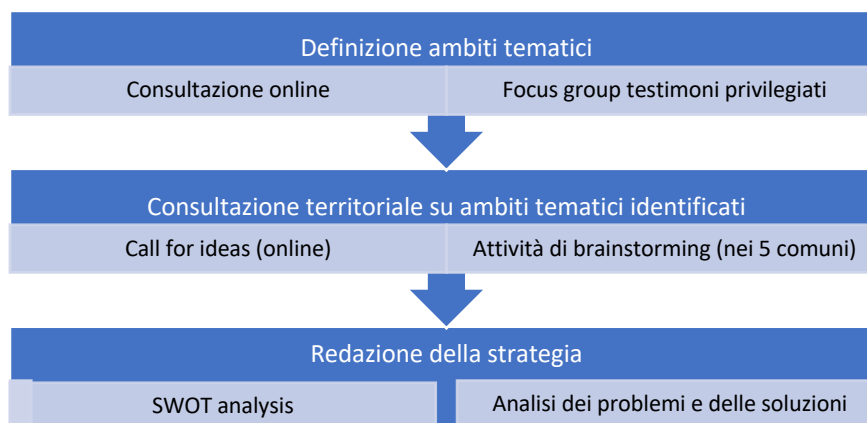 Definizione ambiti tematici
Consultazione online
Focus group testimoni privilegiati
Consultazione territoriale su ambiti tematici identificati
Call for ideas (online)
Attività di brainstorming (nei 5 comuni)
Redazione della strategia
SWOT analysis
Analisi dei problemi e delle soluzioni